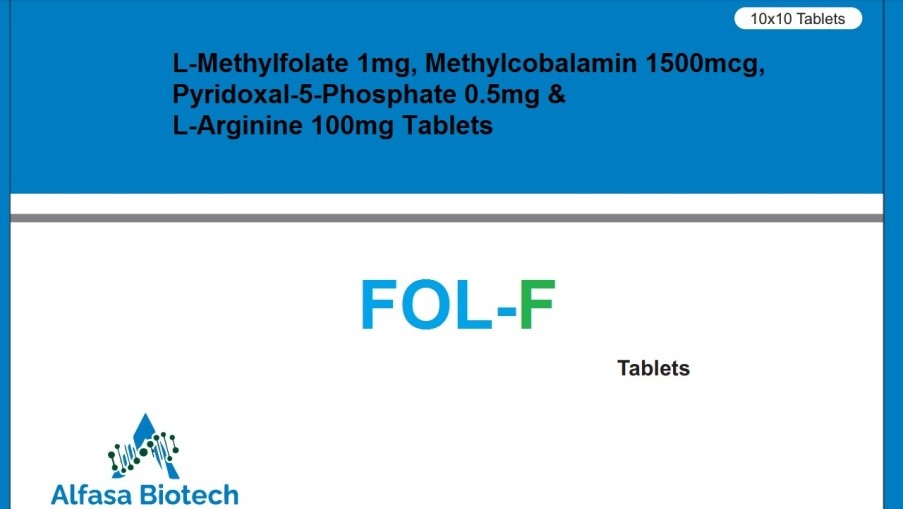 10x10 Tablets
L-Methylfolate 1mg, Methylcobalamin 1500mcg,
Pyridoxal-5-Phosphate 0.5mg &
L-Arginine 100mg Tablets
FOL-F
Tablets
Alfasa Biotech